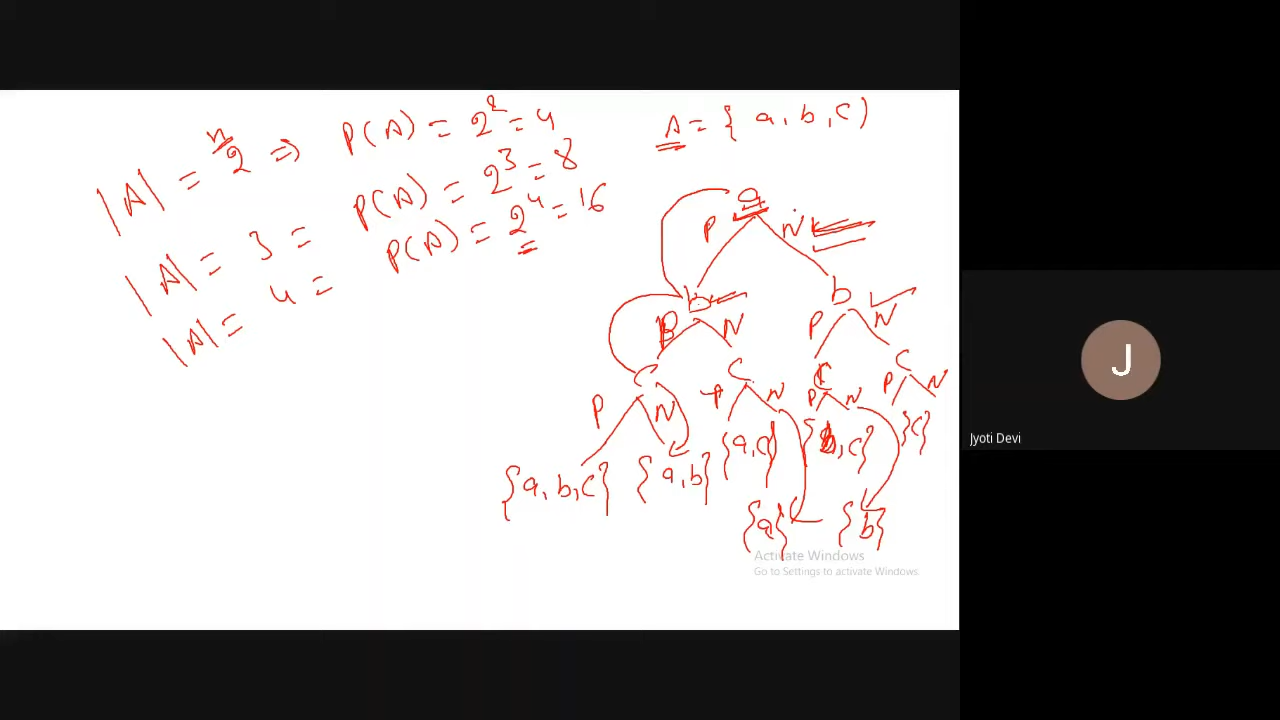 |A| = n 2 ⇒ P(A) = 2² = 4
|A| = 3 = P(A) = 2³ = 8
|A| = 4 = P(A) = 2⁴ = 16
A = { a, b, c )
a
P N
b b
P N P N
C C C C
P N P N P N P N
{a, b, c} {a, b} {a, c} {b, c} {c}
{a} {b}
Activate Windows
Go to Settings to activate Windows.
J
Jyoti Devi